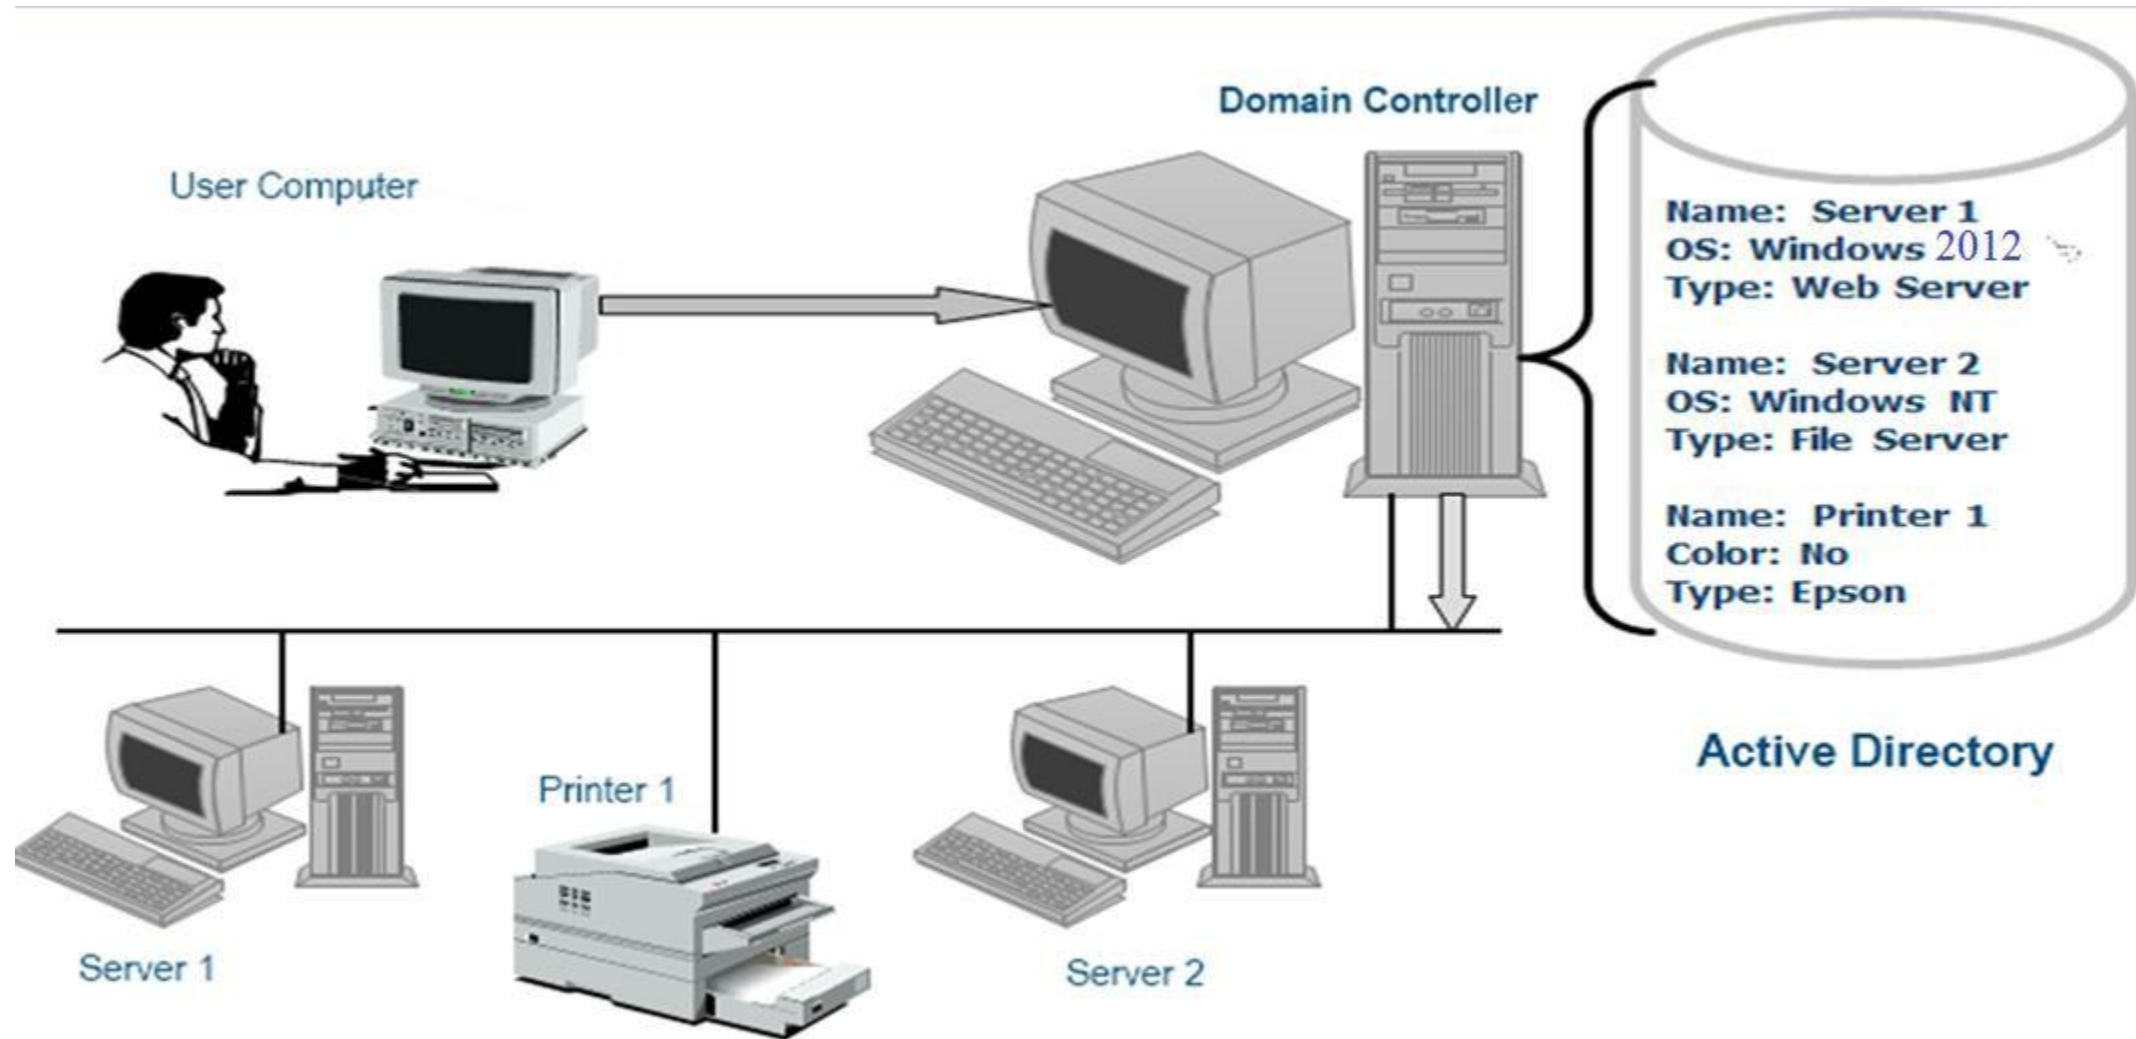 Domain Controller
User Computer
Name: Server 1
OS: Windows 2012
Type: Web Server
Name: Server 2
OS: Windows NT
Type: File Server
Name: Printer 1
Color: No
Type: Epson
Active Directory
Printer 1
Server 1
Server 2